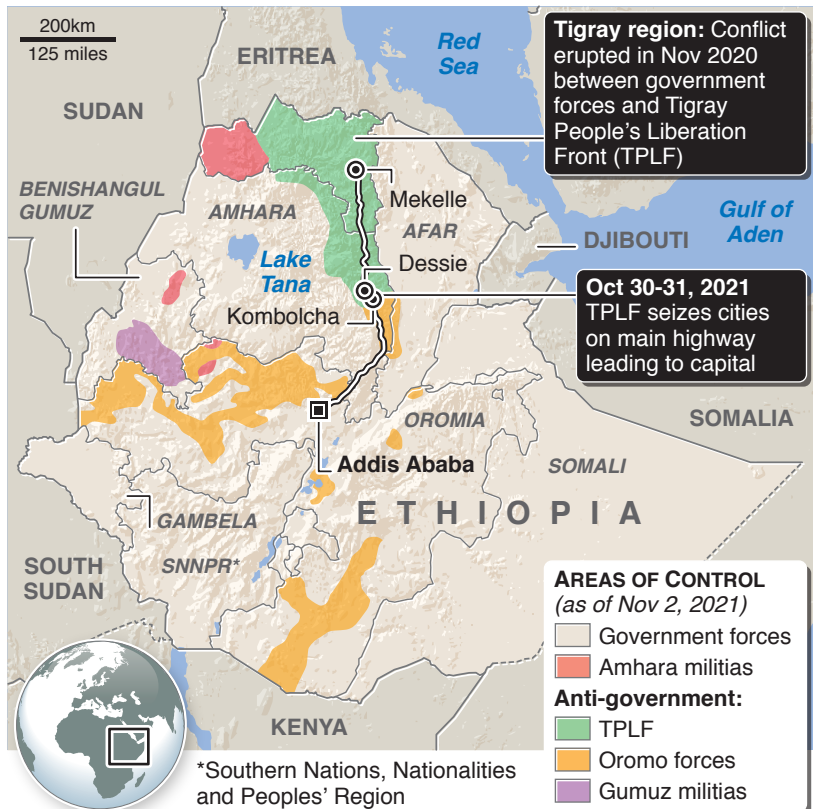 200km
125 miles
ERITREA
Red
Sea
Tigray region: Conflict
erupted in Nov 2020
between government
forces and Tigray
People's Liberation
Front (TPLF)
SUDAN
BENISHANGUL
GUMUZ
AMHARA
Mekelle
AFAR
Gulf of
Aden
DJIBOUTI
Lake
Tana
Dessie
Kombolcha
Oct 30-31, 2021
TPLF seizes cities
on main highway
leading to capital
OROMIA
SOMALIA
Addis Ababa
SOMALI
ETHIOPIA
GAMBELA
SNNPR*
SOUTH
SUDAN
KENYA
AREAS OF CONTROL
(as of Nov 2, 2021)
Government forces
Amhara militias
Anti-government:
TPLF
Oromo forces
Gumuz militias
*Southern Nations, Nationalities
and Peoples' Region